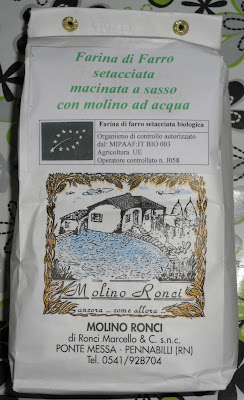 Farina di Farro
setacciata
macinata a sasso
con molino ad acqua
Farina di farro setacciata biologica
Organismo di controllo autorizzato
dal: MIPAAF:IT BIO 003
Agricoltura UE
Operatore controllato n. J058
Molino Ronci
ancora ... come allora
MOLINO RONCI
di Ronci Marcello & C. s.n.c.
PONTE MESSA - PENNABILLI (RN)
Tel. 0541/928704